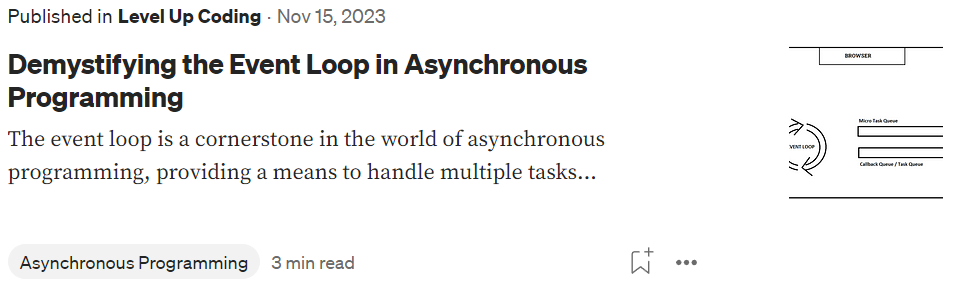 Published in Level Up Coding · Nov 15, 2023
Demystifying the Event Loop in Asynchronous
Programming
The event loop is a cornerstone in the world of asynchronous
programming, providing a means to handle multiple tasks...
BROWSER
Micro Task Queue
VENT LOOP
Callback Queue / Task Queue
Asynchronous Programming
3 min read